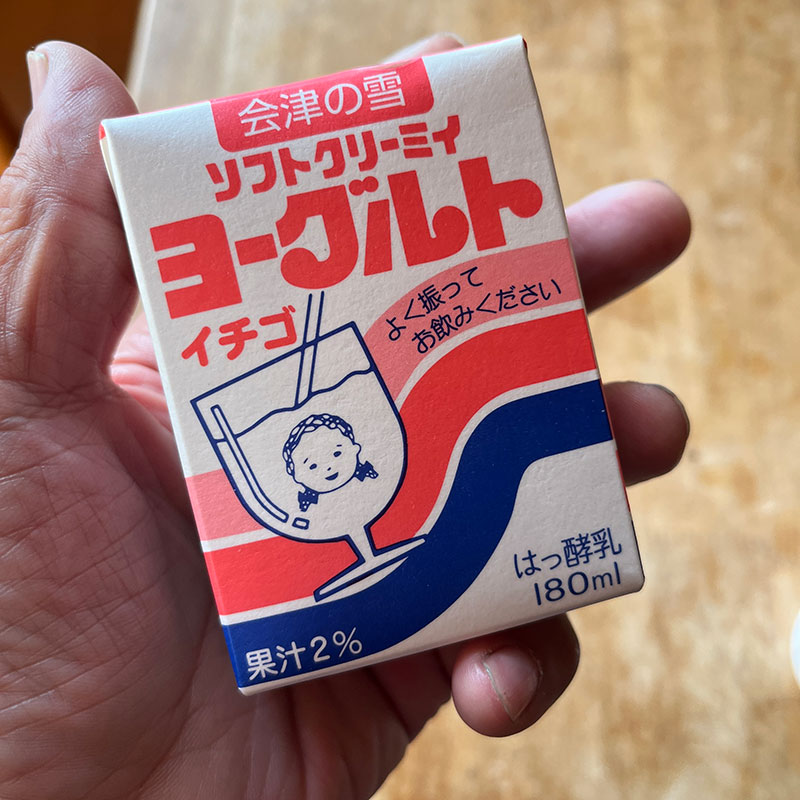 会津の雪
ソフトクリーミィ
ヨーグルト
イチゴ
よく振って
お飲みください
はっ酵乳
180ml
果汁2%